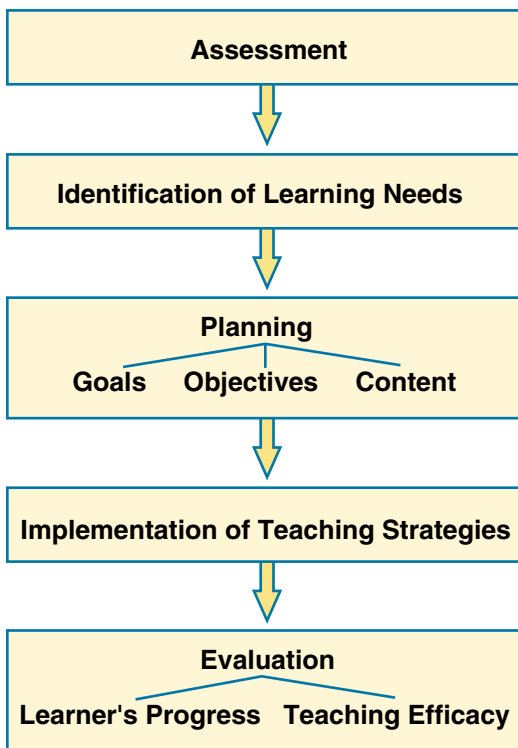 Assessment
Identification of Learning Needs
Planning
Goals Objectives Content
Implementation of Teaching Strategies
Evaluation
Learner's Progress Teaching Efficacy